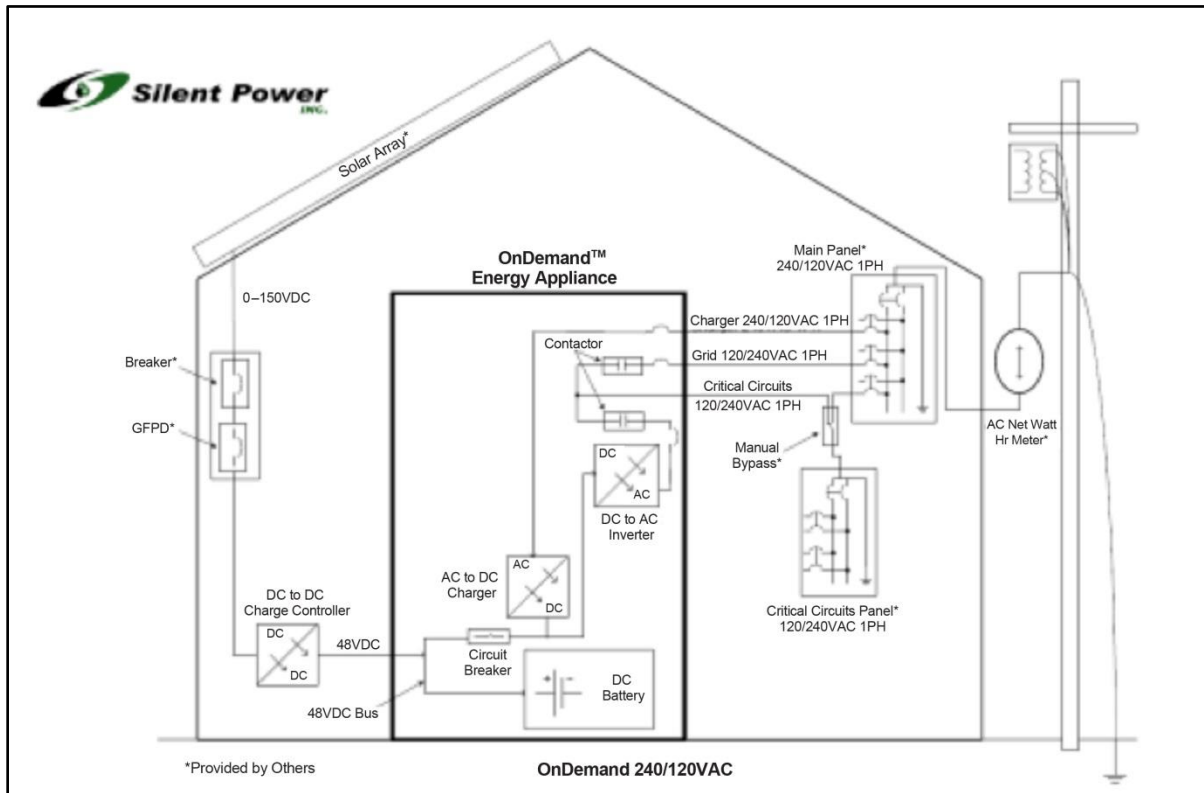 Silent Power
INC.
Solar Array*
OnDemand™
Energy Appliance
Main Panel*
240/120VAC 1PH
0–150VDC
Charger 240/120VAC 1PH
Contactor
Grid 120/240VAC 1PH
Breaker*
Critical Circuits
120/240VAC 1PH
GFPD*
AC Net Watt
Hr Meter*
Manual
Bypass*
DC
AC
DC to AC
Inverter
AC to DC
Charger
AC
DC
DC to DC
Charge Controller
DC
DC
48VDC
Circuit
Breaker
Critical Circuits Panel*
120/240VAC 1PH
DC
Battery
48VDC Bus
*Provided by Others
OnDemand 240/120VAC